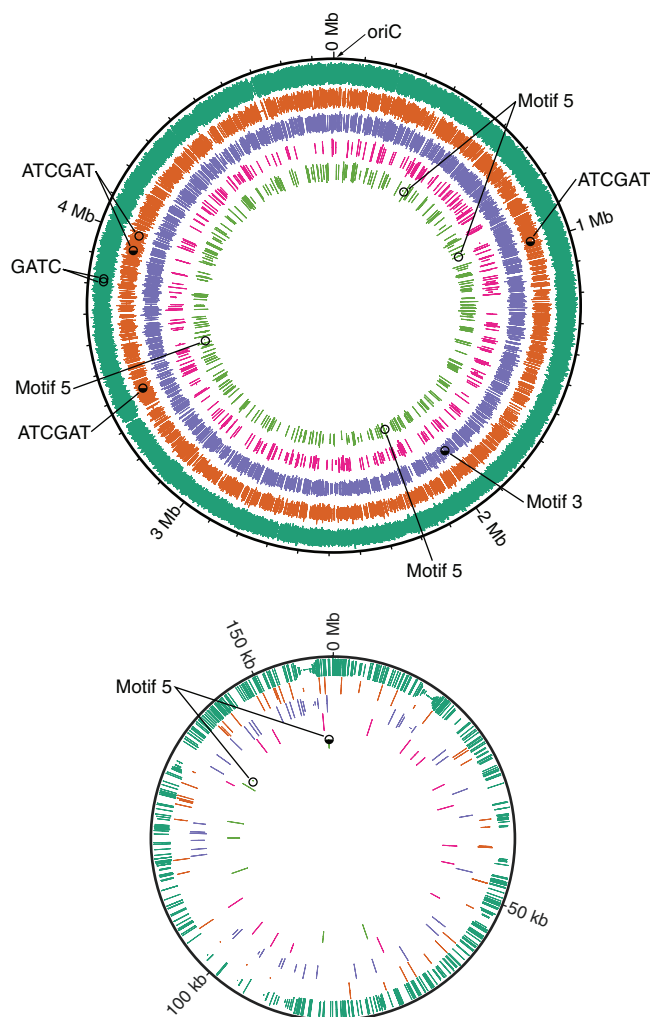 0 Mb
oriC
Motif 5
ATCGAT
ATCGAT
4 Mb
1 Mb
GATC
Motif 5
ATCGAT
3 Mb
Motif 3
2 Mb
Motif 5
0 Mb
150 kb
Motif 5
50 kb
100 kb